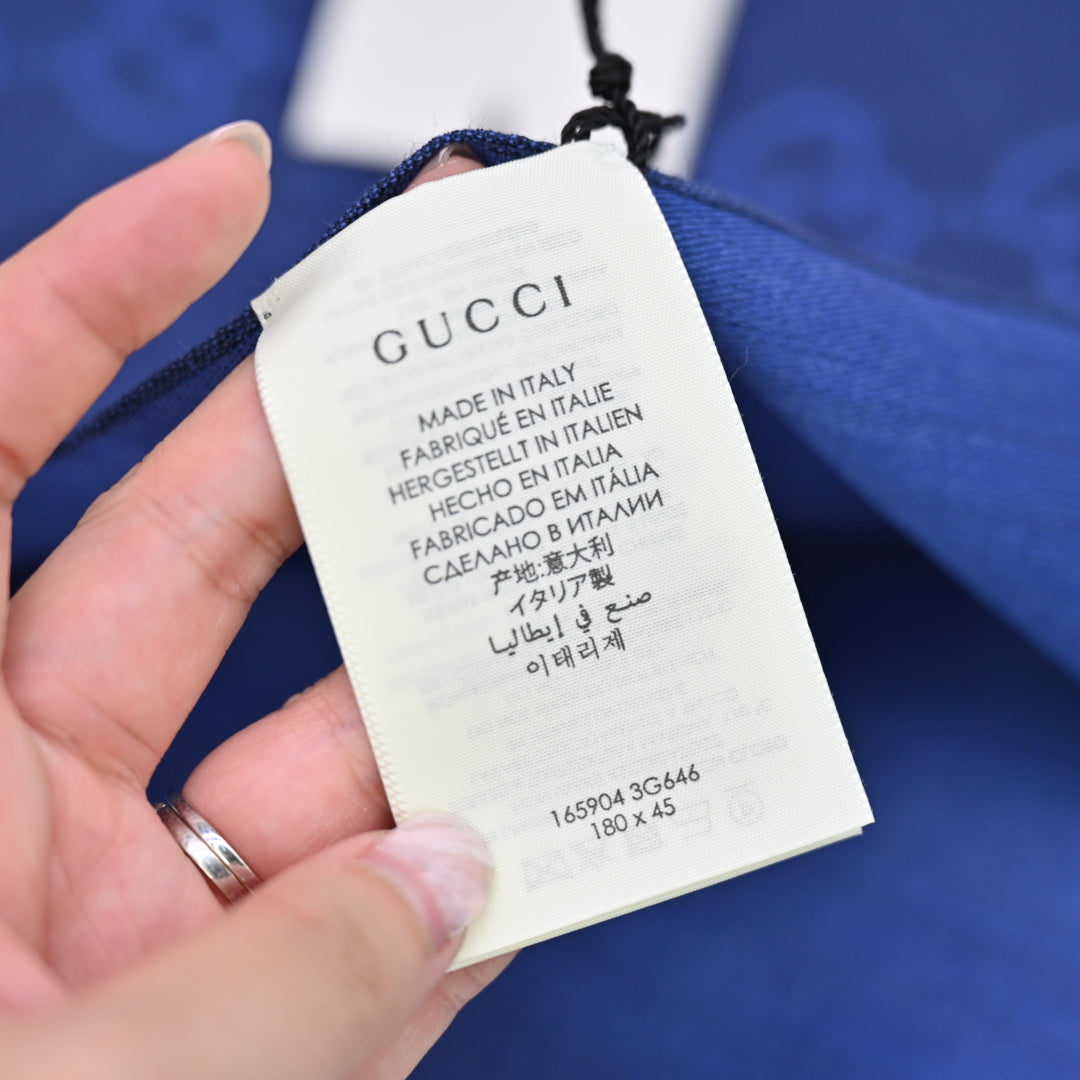 GUCCI
MADE IN ITALY
FABRIQUÉ EN ITALIE
HERGESTELLT IN ITALIEN
HECHO EN ITALIA
FABRICADO EM ITÁLIA
СДЕЛАНО В ИТАЛИИ
产地:意大利
イタリア製
صنع في إيطاليا
이태리제
165904 3G646
180 x 45